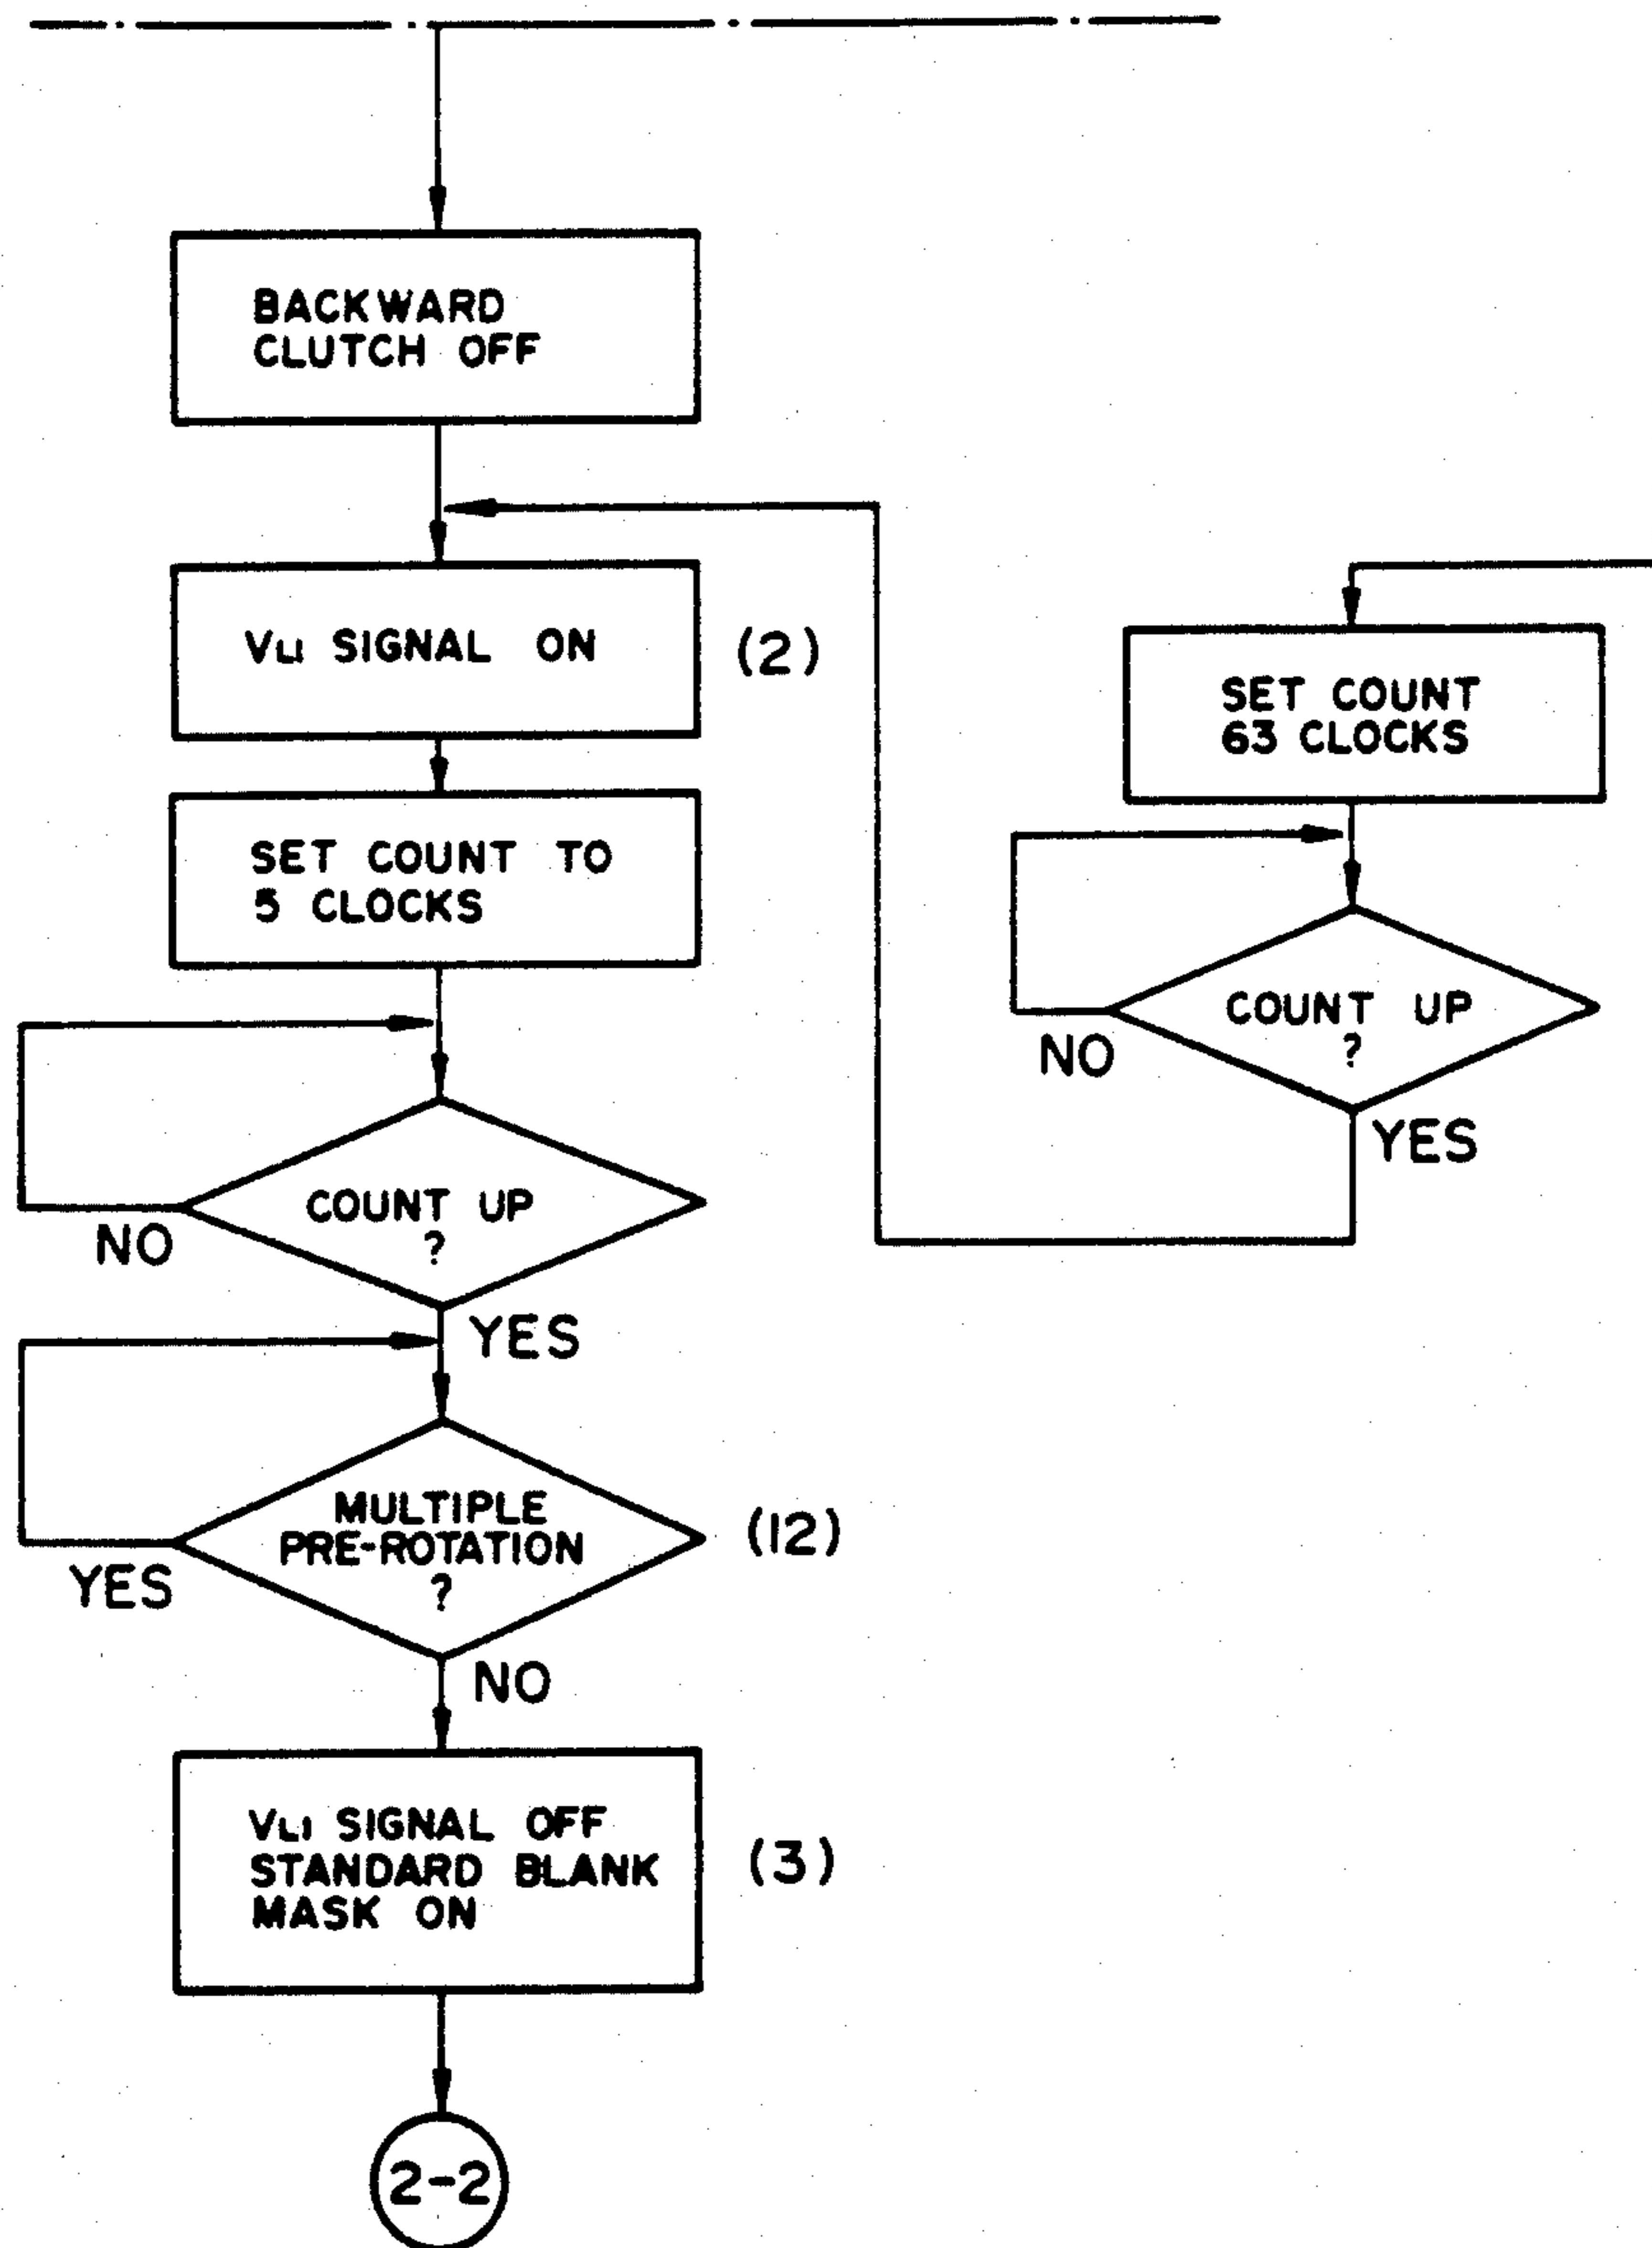 BACKWARD
CLUTCH OFF
VL1 SIGNAL ON
(2)
SET COUNT TO
5 CLOCKS
COUNT UP
?
NO
YES
MULTIPLE
PRE-ROTATION
?
(12)
YES
NO
VL1 SIGNAL OFF
STANDARD BLANK
MASK ON
(3)
2-2
SET COUNT
63 CLOCKS
COUNT UP
?
NO
YES